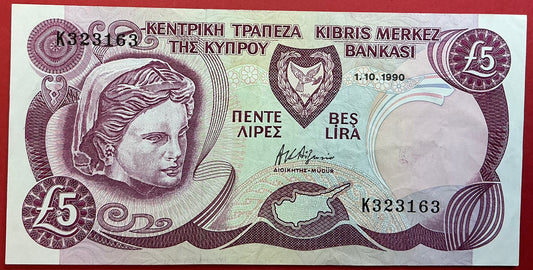 ΚΕΝΤΡΙΚΗ ΤΡΑΠΕΖΑ
ΤΗΣ ΚΥΠΡΟΥ
KIBRIS MERKEZ
BANKASI
K323163
£5
1.10.1990
ΠΕΝΤΕ
ΛΙΡΕΣ
BEŞ
LİRA
ΔΙΟΙΚΗΤΗΣ-MÜDÜR
£5
K323163